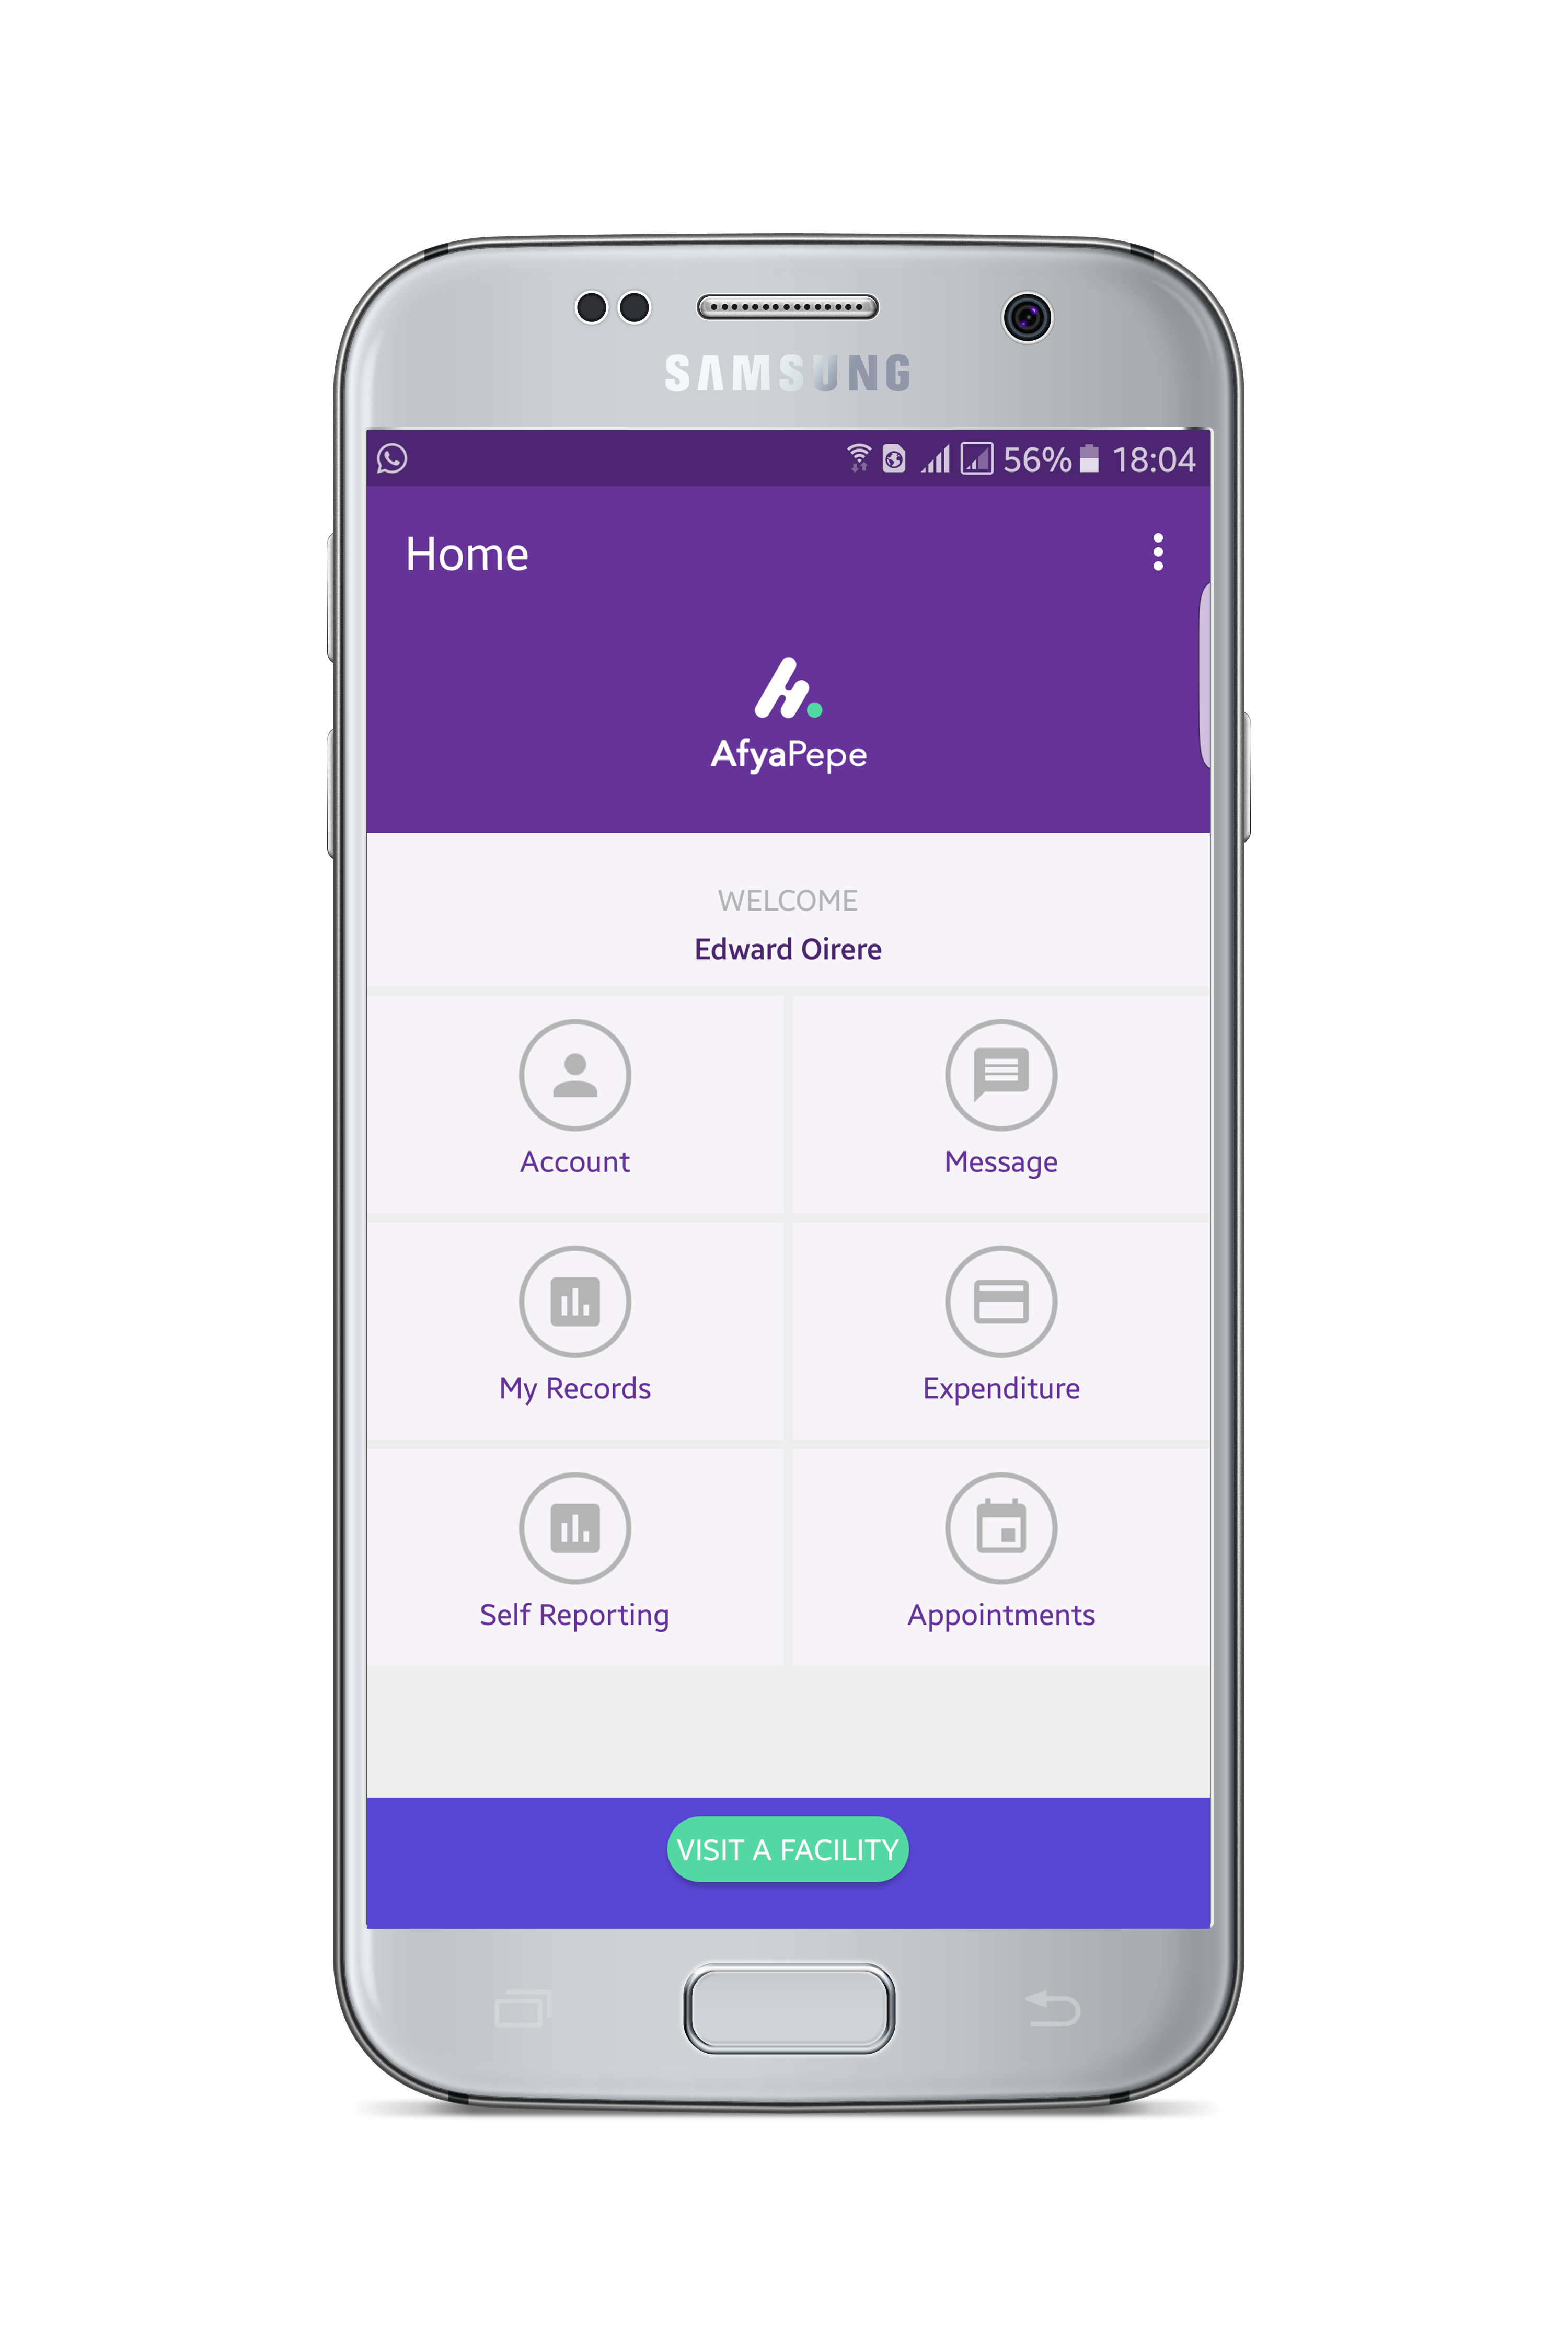 SAMSUNG
56% 18:04
Home
AfyaPepe
WELCOME
Edward Oirere
Account Message
My Records Expenditure
Self Reporting Appointments
VISIT A FACILITY